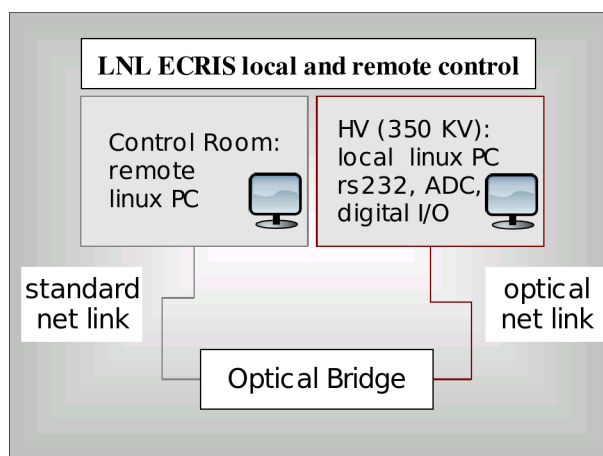 LNL ECRIS local and remote control
Control Room:
remote
linux PC
HV (350 KV):
local linux PC
rs232, ADC,
digital I/O
standard
net link
optical
net link
Optical Bridge